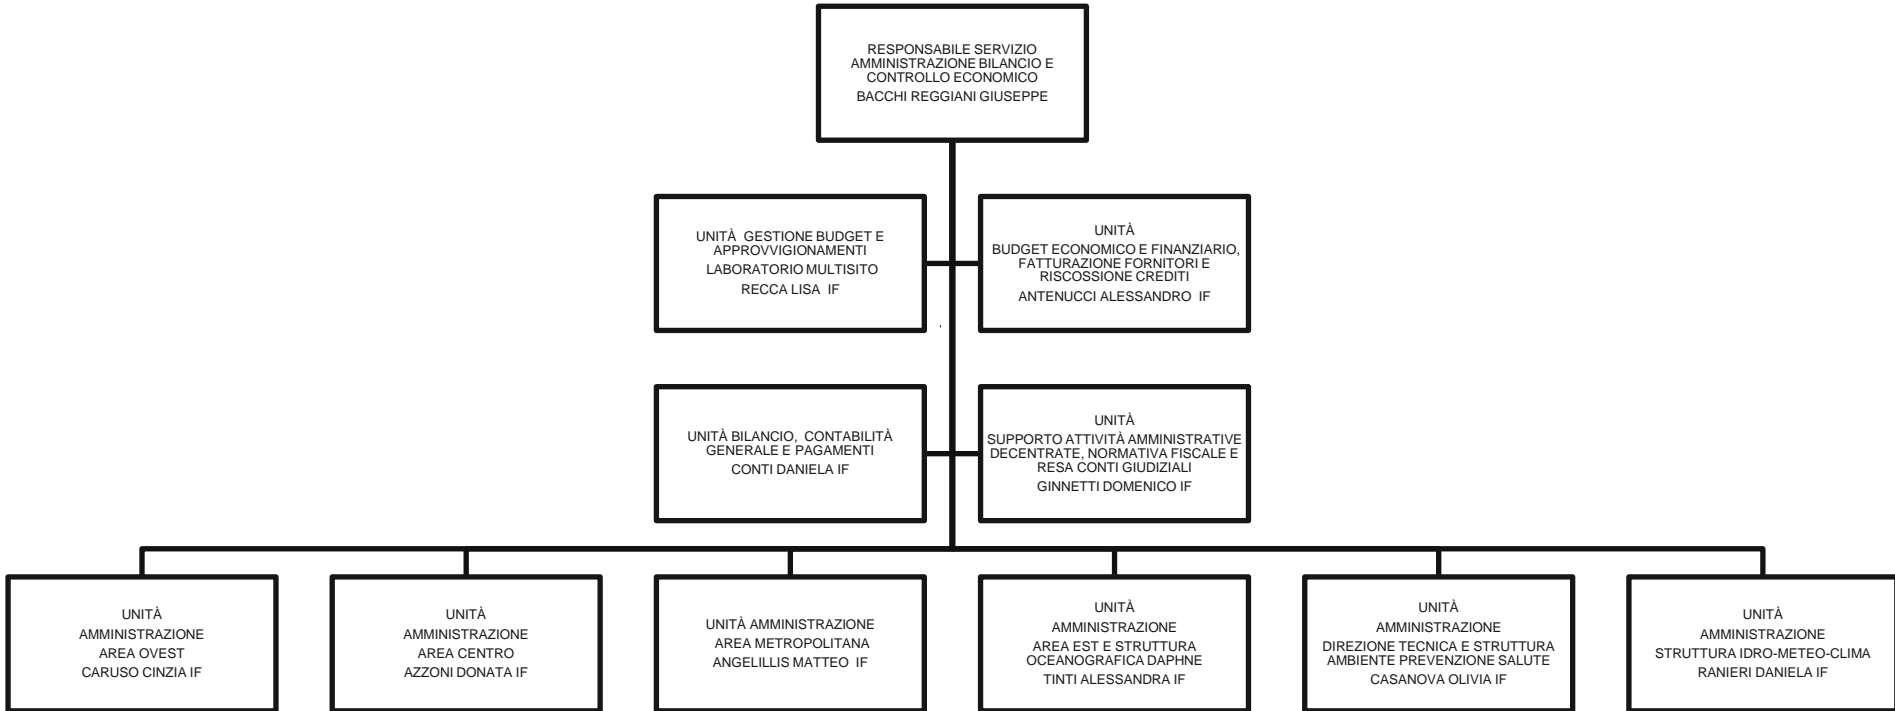 RESPONSABILE SERVIZIO
AMMINISTRAZIONE BILANCIO E
CONTROLLO ECONOMICO
BACCHI REGGIANI GIUSEPPE
UNITÀ GESTIONE BUDGET E
APPROVVIGIONAMENTI
LABORATORIO MULTISITO
RECCA LISA IF
UNITÀ
BUDGET ECONOMICO E FINANZIARIO,
FATTURAZIONE FORNITORI E
RISCOSSIONE CREDITI
ANTENUCCI ALESSANDRO IF
UNITÀ BILANCIO, CONTABILITÀ
GENERALE E PAGAMENTI
CONTI DANIELA IF
UNITÀ
SUPPORTO ATTIVITÀ AMMINISTRATIVE
DECENTRATE, NORMATIVA FISCALE E
RESA CONTI GIUDIZIALI
GINNETTI DOMENICO IF
UNITÀ
AMMINISTRAZIONE
AREA OVEST
CARUSO CINZIA IF
UNITÀ
AMMINISTRAZIONE
AREA CENTRO
AZZONI DONATA IF
UNITÀ AMMINISTRAZIONE
AREA METROPOLITANA
ANGELILLIS MATTEO IF
UNITÀ
AMMINISTRAZIONE
AREA EST E STRUTTURA
OCEANOGRAFICA DAPHNE
TINTI ALESSANDRA IF
UNITÀ
AMMINISTRAZIONE
DIREZIONE TECNICA E STRUTTURA
AMBIENTE PREVENZIONE SALUTE
CASANOVA OLIVIA IF
UNITÀ
AMMINISTRAZIONE
STRUTTURA IDRO-METEO-CLIMA
RANIERI DANIELA IF